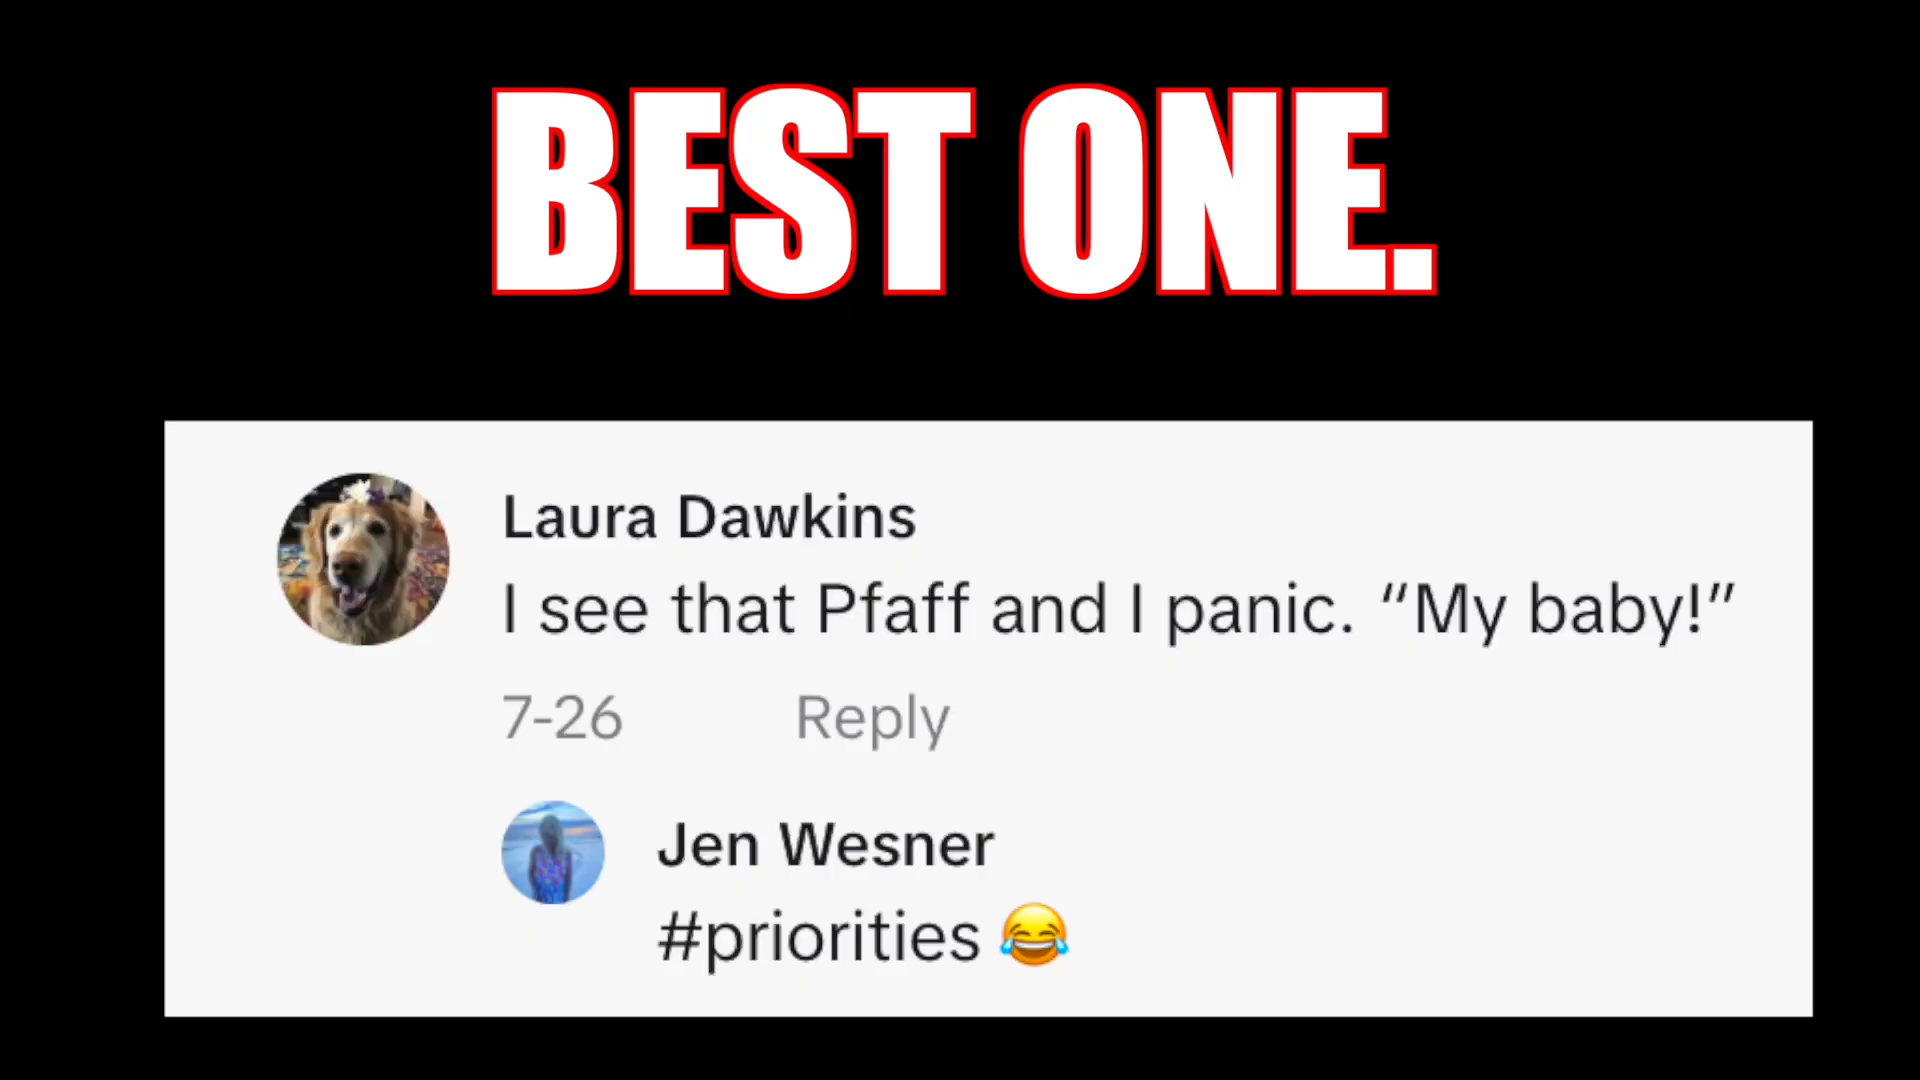 BEST ONE.
Laura Dawkins
I see that Pfaff and I panic. “My baby!”
7-26 Reply
Jen Wesner
#priorities 😂